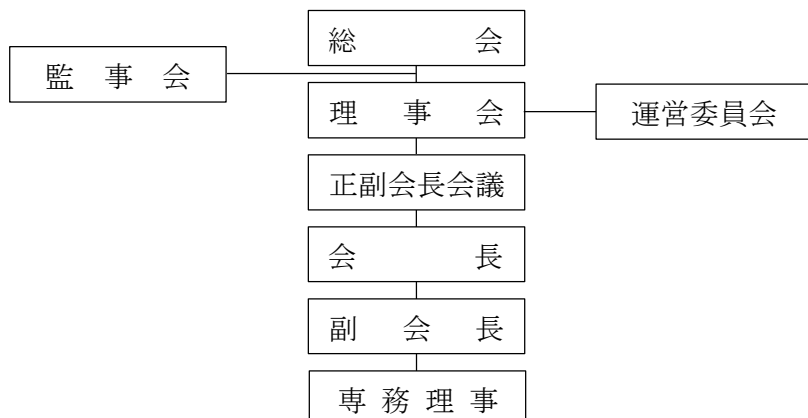 総会
監事会
理事会
運営委員会
正副会長会議
会長
副会長
専務理事